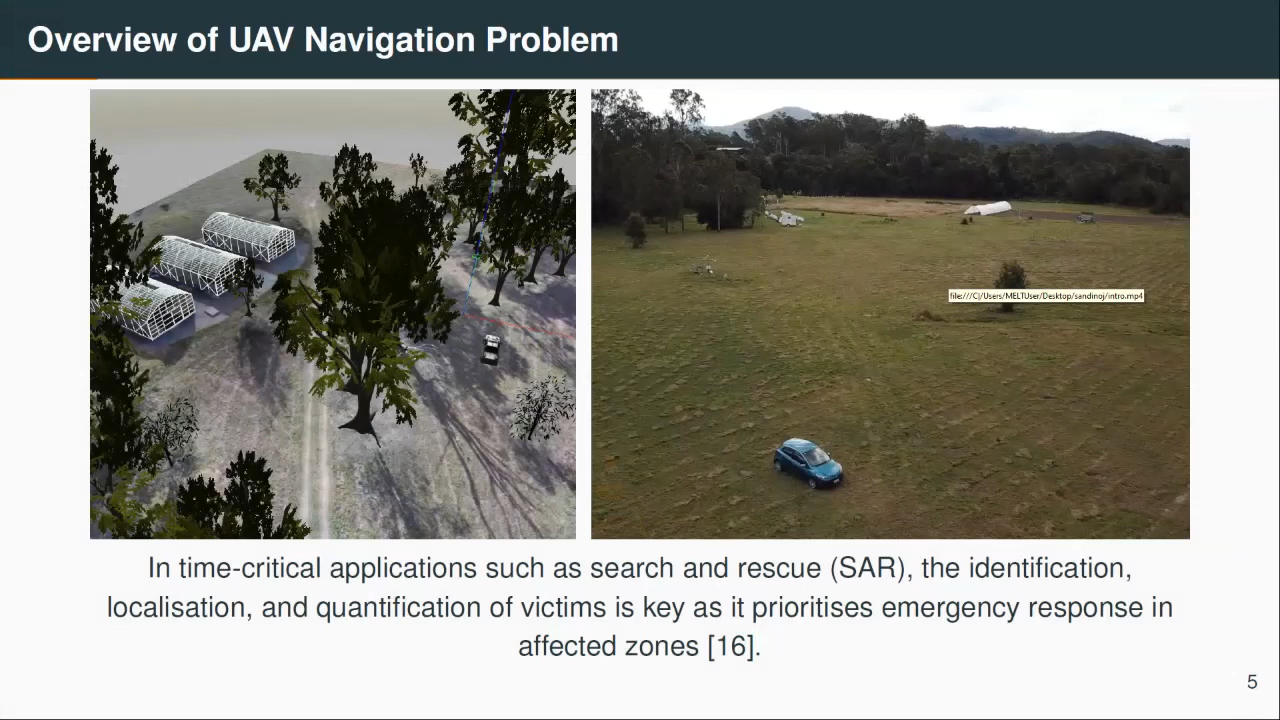 Overview of UAV Navigation Problem
file:///C|/Users/MELTUser/Desktop/sandinoj/intro.mp4
In time-critical applications such as search and rescue (SAR), the identification,
localisation, and quantification of victims is key as it prioritises emergency response in
affected zones [16].
5